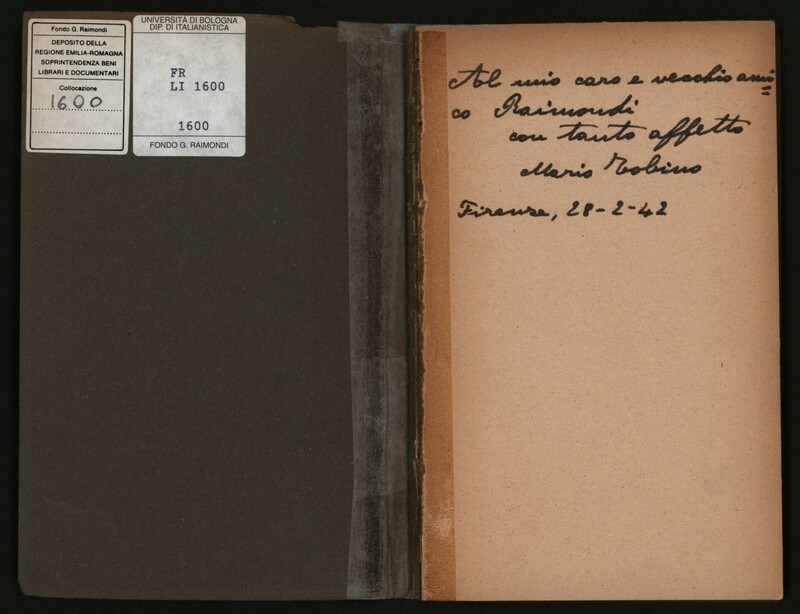 Fondo G. Raimondi
DEPOSITO DELLA
REGIONE EMILIA-ROMAGNA
SOPRINTENDENZA BENI
LIBRARI E DOCUMENTARI
Collocazione
1600
UNIVERSITÀ DI BOLOGNA
DIP. DI ITALIANISTICA
FR
LI 1600
1600
FONDO G. RAIMONDI
Al mio caro e vecchio ami=
co Raimondi
con tanto affetto
Mario Tobino
Firenze, 28-2-42